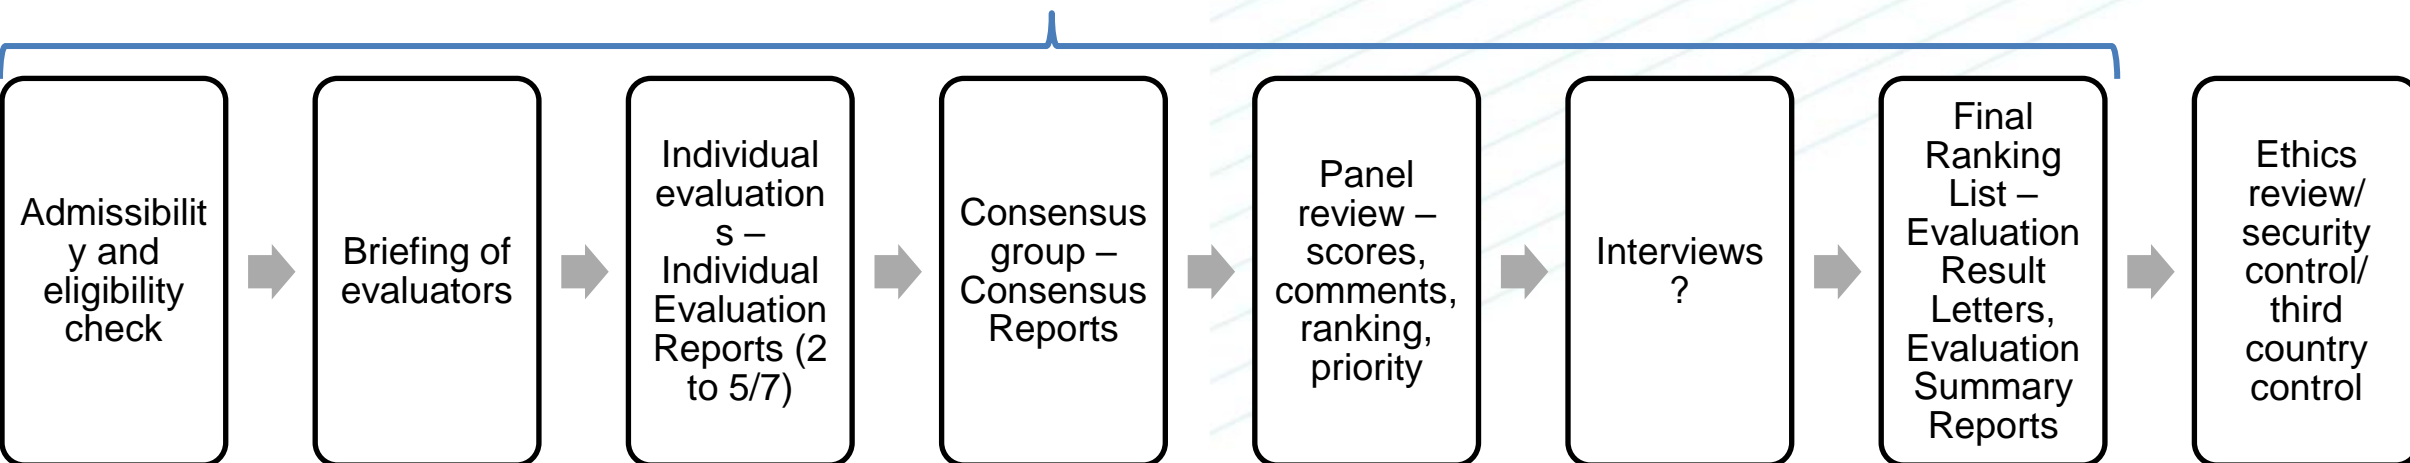 Admissibilit
y and
eligibility
check
Briefing of
evaluators
Individual
evaluation
s –
Individual
Evaluation
Reports (2
to 5/7)
Consensus
group –
Consensus
Reports
Panel
review –
scores,
comments,
ranking,
priority
Interviews
?
Final
Ranking
List –
Evaluation
Result
Letters,
Evaluation
Summary
Reports
Ethics
review/
security
control/
third
country
control